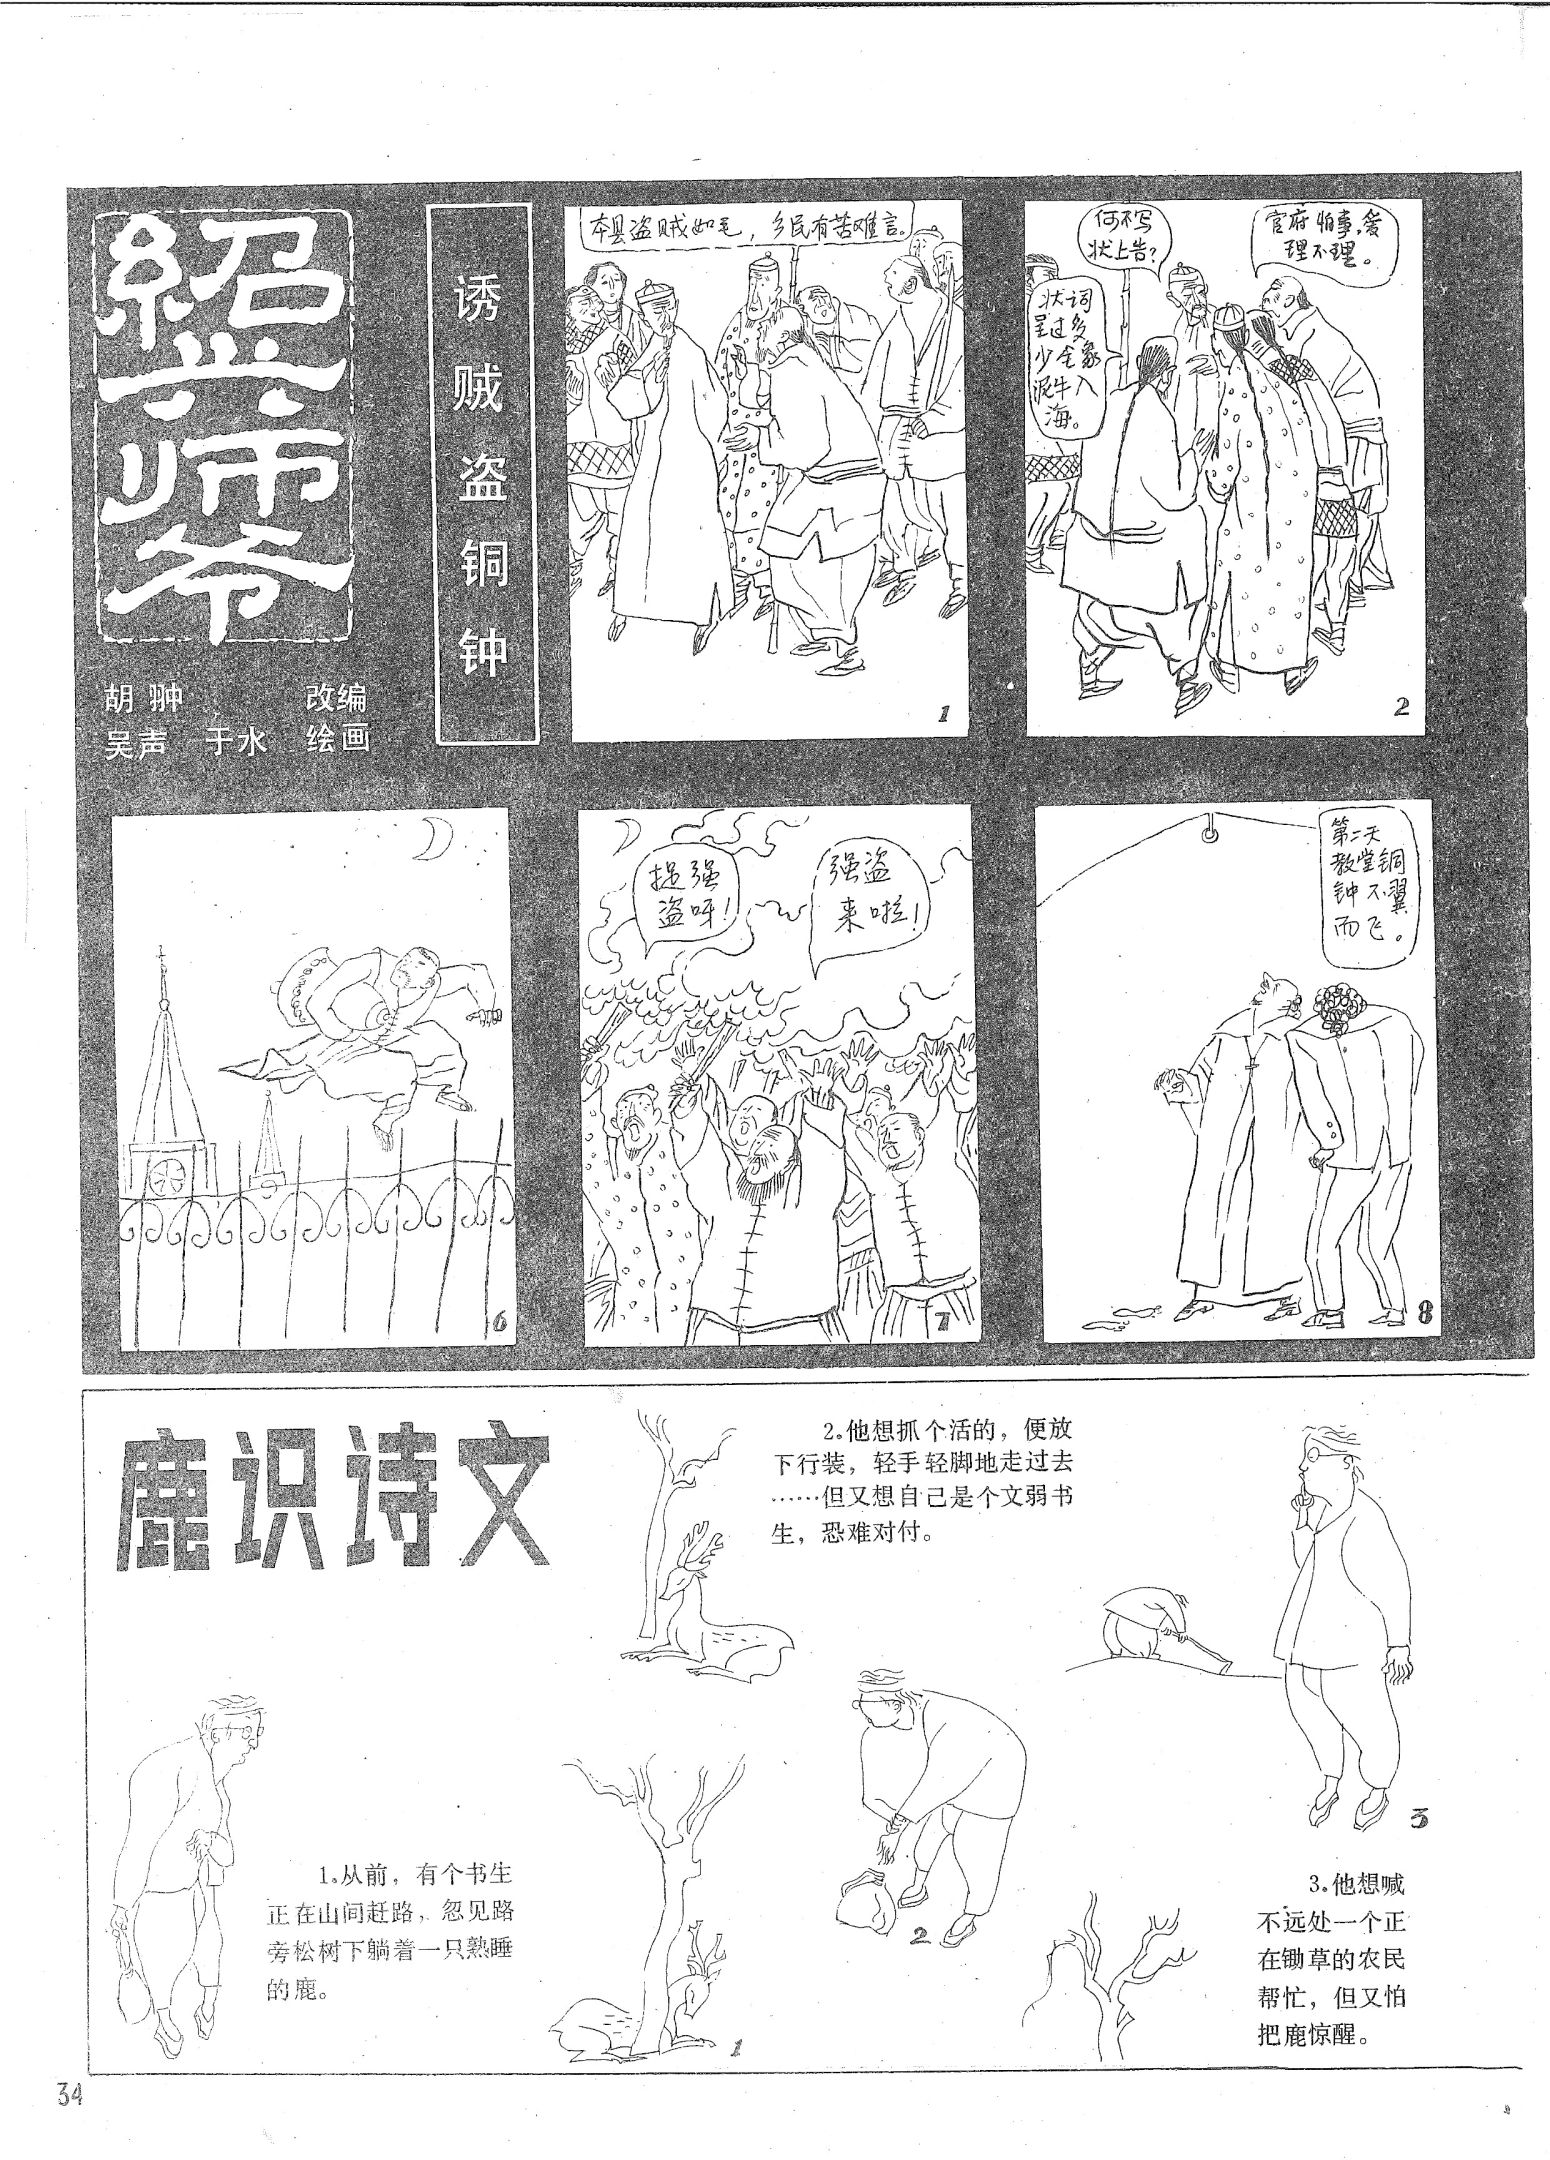 紹兴师爷
胡翀 改编
吴声 于水 绘画
诱贼盗铜钟
本县盗贼如毛，乡民有苦难言。
1
何不写
状上告？
官府怕事，爱
理不理。
状词
呈过多
少全象
泥牛入
海。
2
6
捉强
盗呀！
强盗
来啦！
7
第二天
教堂铜
钟不翼
而飞。
8
鹿识诗文
1.从前，有个书生
正在山间赶路，忽见路
旁松树下躺着一只熟睡
的鹿。
1
2.他想抓个活的，便放
下行装，轻手轻脚地走过去
……但又想自己是个文弱书
生，恐难对付。
2
3
3.他想喊
不远处一个正
在锄草的农民
帮忙，但又怕
把鹿惊醒。
34